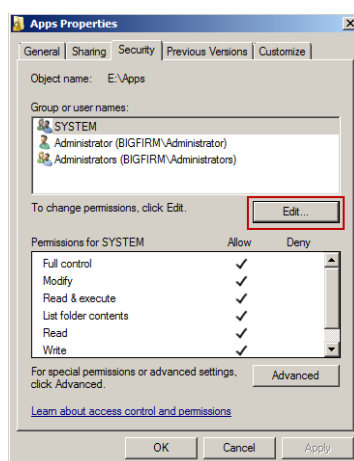 Apps Properties
General Sharing Security Previous Versions Customize
Object name: E:\Apps
Group or user names:
SYSTEM
Administrator (BIGFIRM\Administrator)
Administrators (BIGFIRM\Administrators)
To change permissions, click Edit.
Edit...
Permissions for SYSTEM Allow Deny
Full control
Modify
Read & execute
List folder contents
Read
Write
For special permissions or advanced settings,
click Advanced.
Advanced
Learn about access control and permissions
OK Cancel Apply